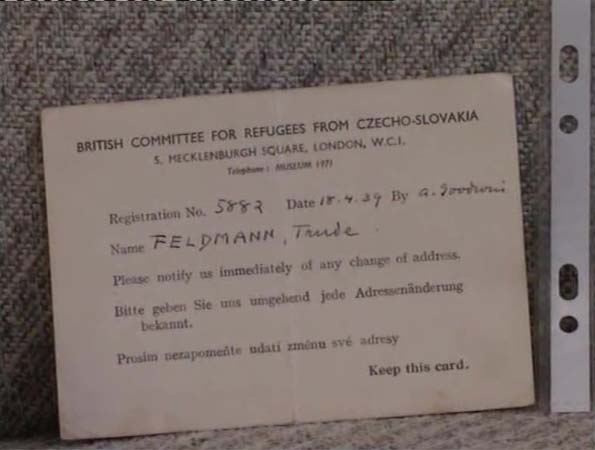 BRITISH COMMITTEE FOR REFUGEES FROM CZECHO-SLOVAKIA
5, MECKLENBURGH SQUARE, LONDON, W.C.1.
Telephone: MUSEUM 1971
Registration No. 5882 Date 18.4.39 By A. Goodwin
Name FELDMANN, Trude.
Please notify us immediately of any change of address.
Bitte geben Sie uns umgehend jede Adressenänderung
bekannt.
Prosím nezapomeňte udati změnu své adresy
Keep this card.